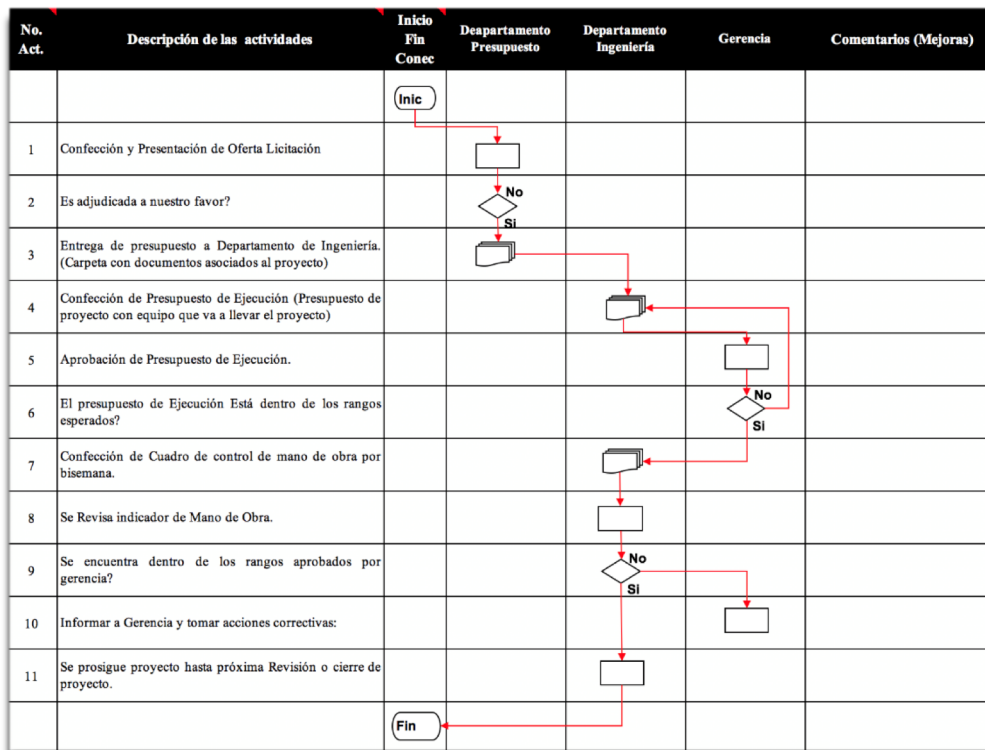 No. Act.
Descripción de las actividades
Inicio Fin Conec
Deapartamento Presupuesto
Departamento Ingeniería
Gerencia
Comentarios (Mejoras)
Inic
1
Confección y Presentación de Oferta Licitación
2
Es adjudicada a nuestro favor?
No
Si
3
Entrega de presupuesto a Departamento de Ingeniería.
(Carpeta con documentos asociados al proyecto)
4
Confección de Presupuesto de Ejecución (Presupuesto de
proyecto con equipo que va a llevar el proyecto)
5
Aprobación de Presupuesto de Ejecución.
6
El presupuesto de Ejecución Está dentro de los rangos
esperados?
No
Si
7
Confección de Cuadro de control de mano de obra por
bisemana.
8
Se Revisa indicador de Mano de Obra.
9
Se encuentra dentro de los rangos aprobados por
gerencia?
No
Si
10
Informar a Gerencia y tomar acciones correctivas:
11
Se prosigue proyecto hasta próxima Revisión o cierre de
proyecto.
Fin